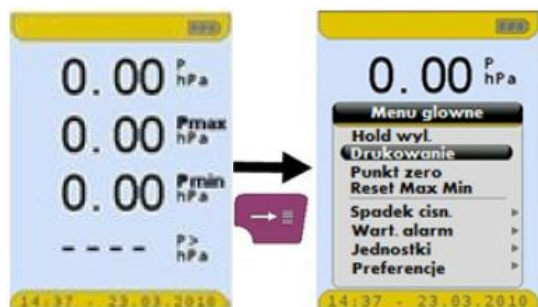 0.00 P hPa
0.00 Pmax hPa
0.00 Pmin hPa
---- P> hPa
14:37 - 23.03.2010
0.00 P hPa
Menu glowne
Hold wyl.
Drukowanie
Punkt zero
Reset Max Min
Spadek cisn.
Wart. alarm
Jednostki
Preferencje
14:37 - 23.03.2010